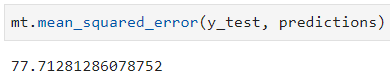 mt.mean_squared_error(y_test, predictions)
77.71281286078752